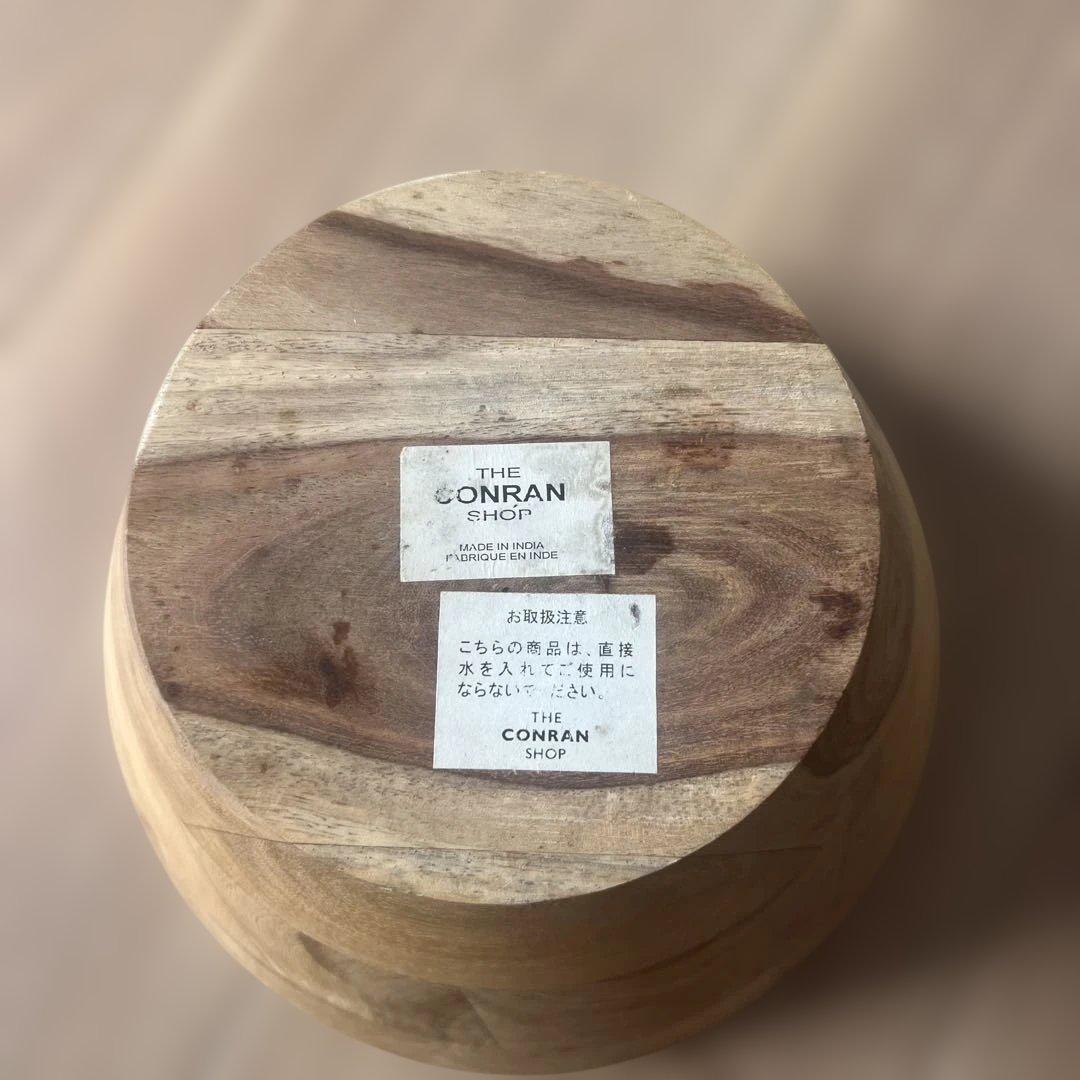 THE
CONRAN
SHOP
MADE IN INDIA
FABRIQUE EN INDE
お取扱注意
こちらの商品は、直接
水を入れてご使用に
ならないでください。
THE
CONRAN
SHOP